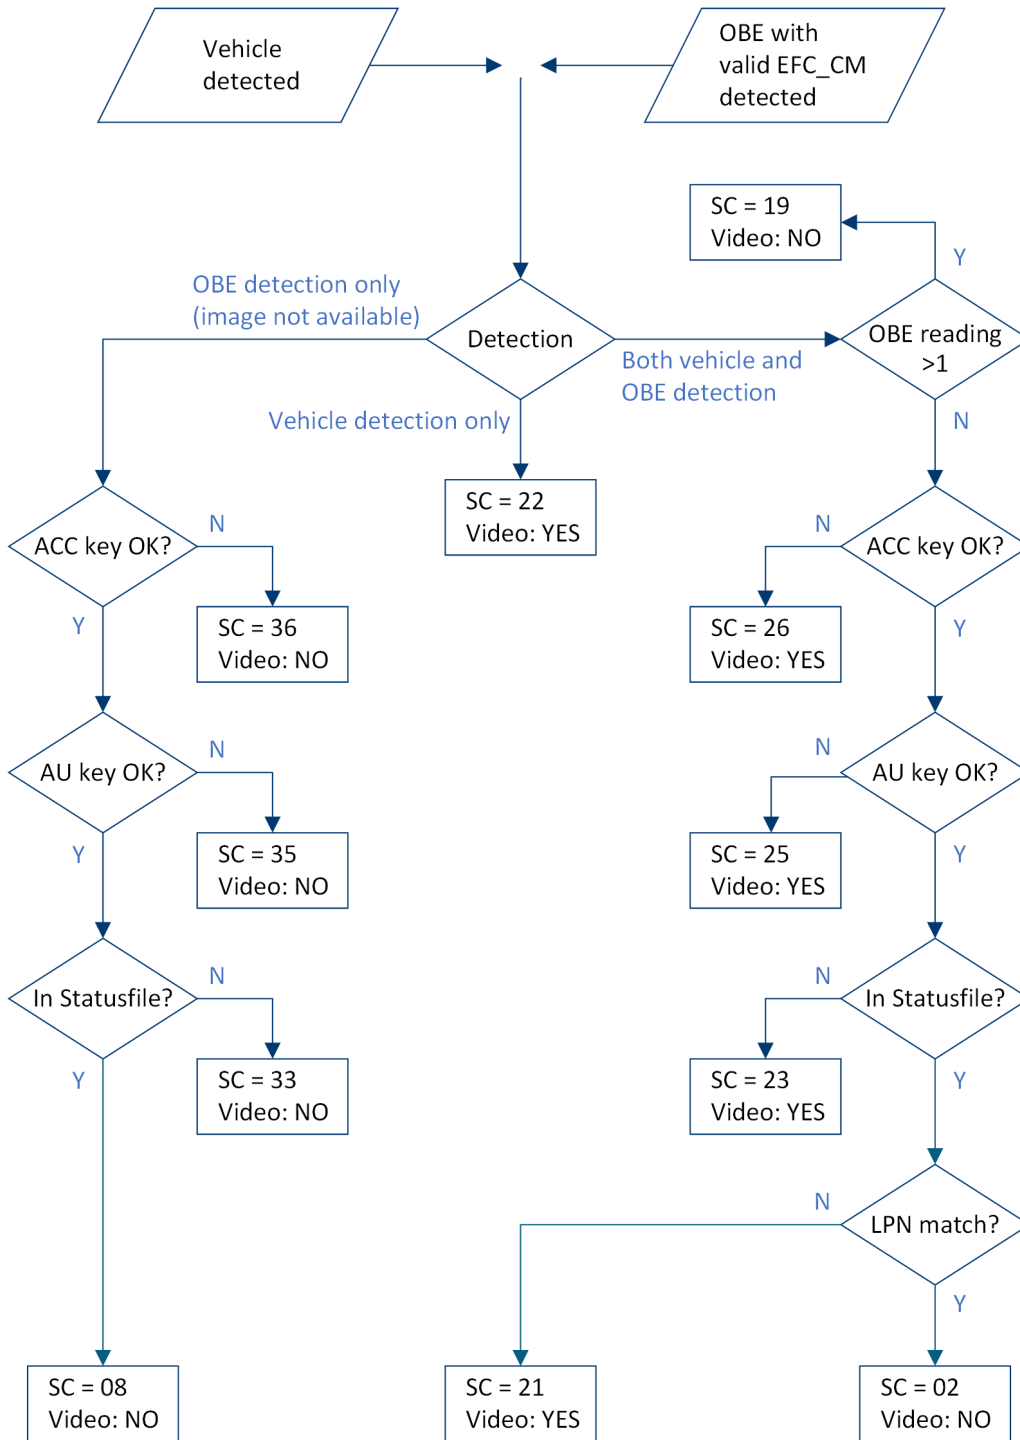 Vehicle
detected
OBE with
valid EFC_CM
detected
SC = 19
Video: NO
Y
OBE detection only
(image not available)
Detection
OBE reading
>1
Both vehicle and
OBE detection
Vehicle detection only
N
SC = 22
Video: YES
N
ACC key OK?
N
ACC key OK?
Y
SC = 36
Video: NO
SC = 26
Video: YES
Y
N
AU key OK?
N
AU key OK?
Y
SC = 35
Video: NO
SC = 25
Video: YES
Y
N
In Statusfile?
N
In Statusfile?
Y
SC = 33
Video: NO
SC = 23
Video: YES
Y
N
LPN match?
Y
SC = 08
Video: NO
SC = 21
Video: YES
SC = 02
Video: NO